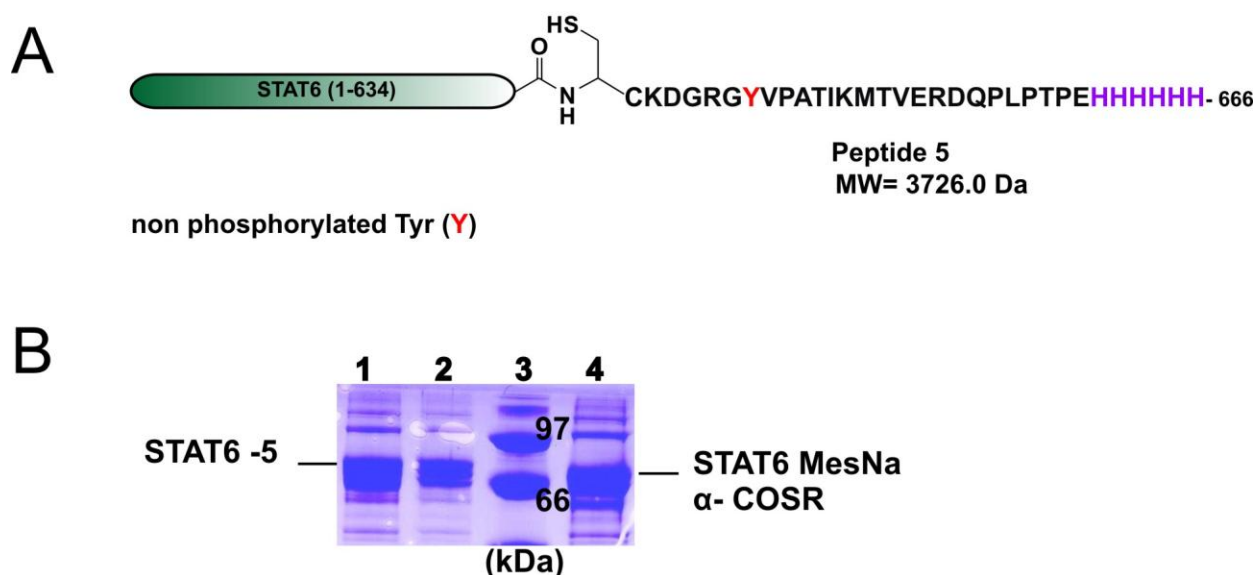 A
HS
O
STAT6 (1-634)
N
H
CKDGRGYVPATIKMTVERDQPLPTPEHHHHHH- 666
Peptide 5
MW= 3726.0 Da
non phosphorylated Tyr (Y)
B
1 2 3 4
97
STAT6 -5
STAT6 MesNa
66
α- COSR
(kDa)